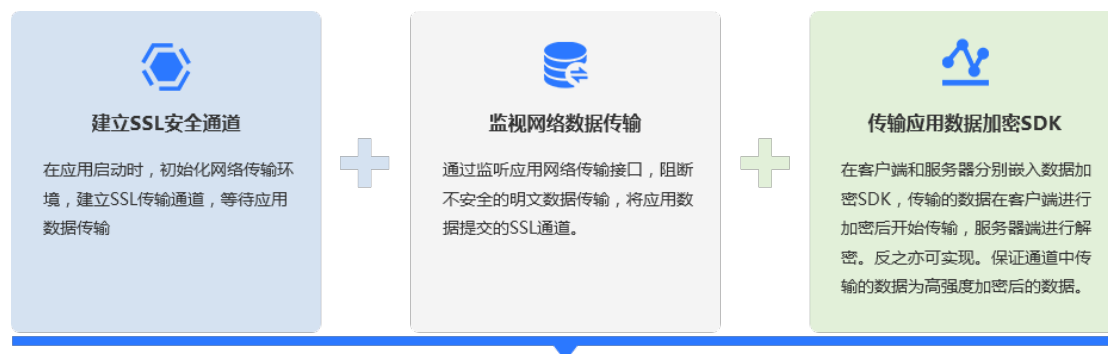 建立SSL安全通道
在应用启动时，初始化网络传输环
境，建立SSL传输通道，等待应用
数据传输
监视网络数据传输
通过监听应用网络传输接口，阻断
不安全的明文数据传输，将应用数
据提交的SSL通道。
传输应用数据加密SDK
在客户端和服务器分别嵌入数据加
密SDK，传输的数据在客户端进行
加密后开始传输，服务器端进行解
密。反之亦可实现。保证通道中传
输的数据为高强度加密后的数据。